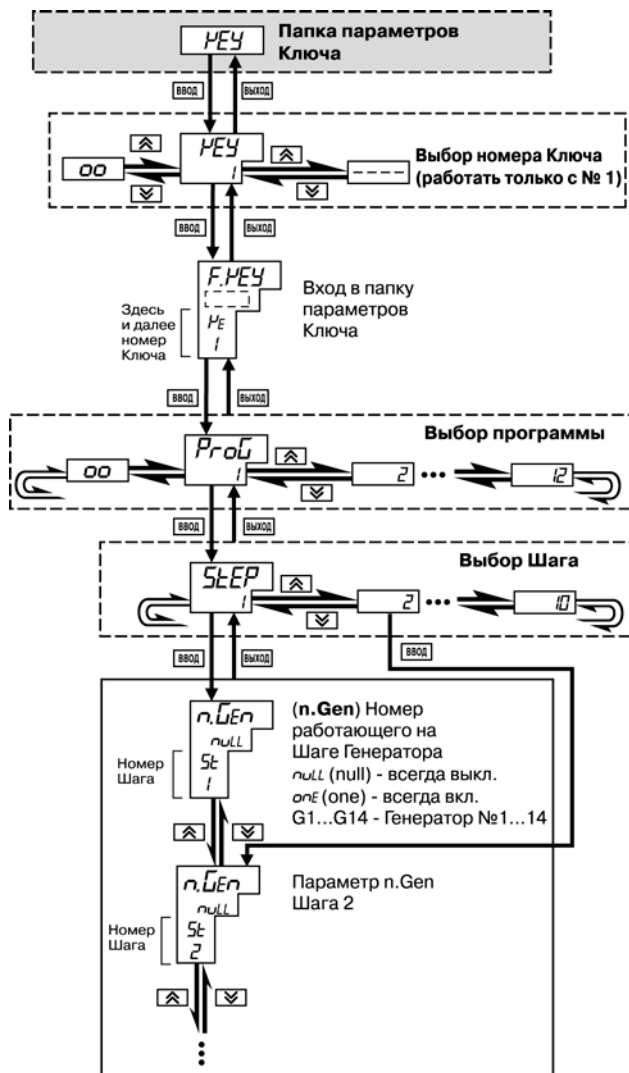 Папка параметров
Ключа
KEY
ВВОД
ВЫХОД
KEY
1
oo
----
Выбор номера Ключа
(работать только с № 1)
ВВОД
ВЫХОД
F.KEY
Здесь
и далее
номер
Ключа
KE
1
Вход в папку
параметров
Ключа
ВВОД
ВЫХОД
Выбор программы
oo
ProG
1
2
•••
12
ВВОД
ВЫХОД
Выбор Шага
StEP
1
2
•••
10
ВВОД
ВЫХОД
ВВОД
n.GEn
nuLL
Номер
Шага
St
1
(n.Gen) Номер
работающего на
Шаге Генератора
nuLL (null) - всегда выкл.
onE (one) - всегда вкл.
G1...G14 - Генератор №1...14
n.GEn
nuLL
Номер
Шага
St
2
Параметр n.Gen
Шага 2